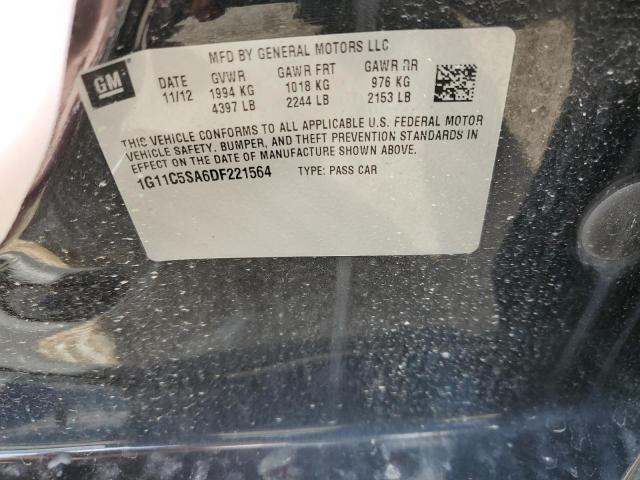 MFD BY GENERAL MOTORS LLC
GM
DATE GVWR GAWR FRT GAWR RR
11/12 1994 KG 1018 KG 976 KG
4397 LB 2244 LB 2153 LB
THIS VEHICLE CONFORMS TO ALL APPLICABLE U.S. FEDERAL MOTOR
VEHICLE SAFETY, BUMPER, AND THEFT PREVENTION STANDARDS IN
EFFECT ON THE DATE OF MANUFACTURE SHOWN ABOVE.
1G11C5SA6DF221564 TYPE: PASS CAR